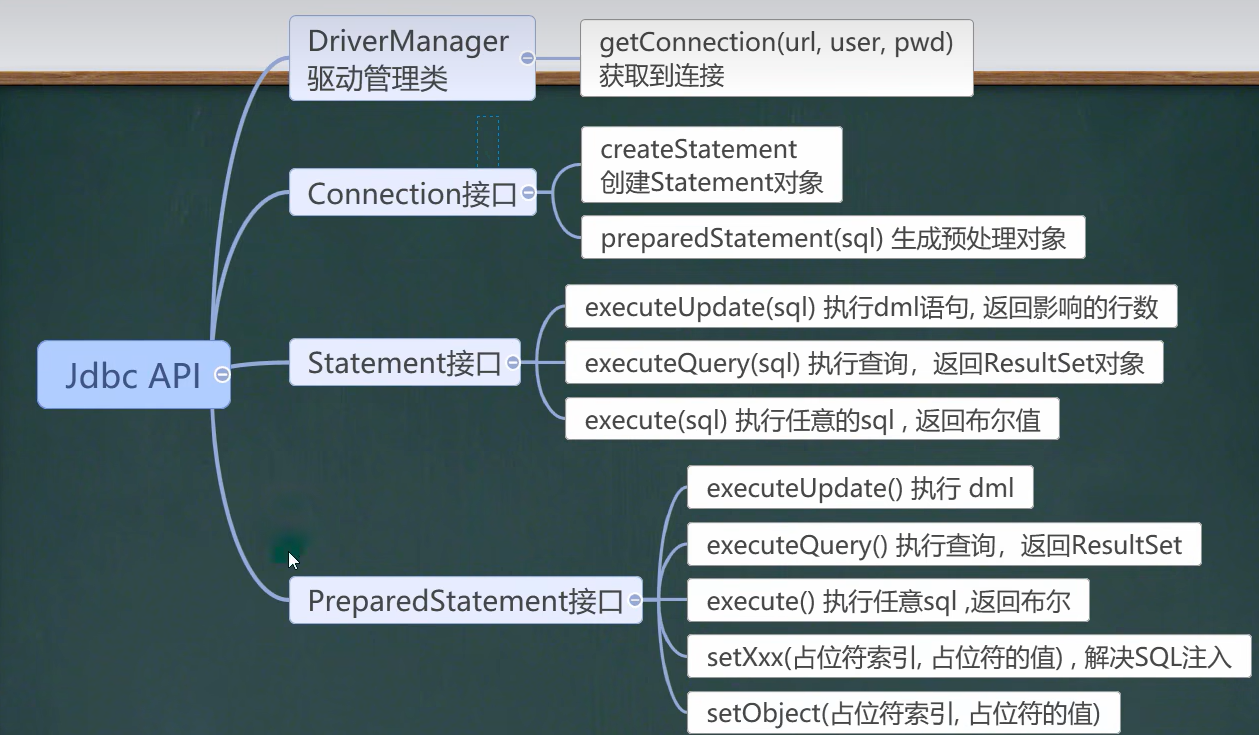 DriverManager
驱动管理类
getConnection(url, user, pwd)
获取到连接
Connection接口
createStatement
创建Statement对象
preparedStatement(sql) 生成预处理对象
Jdbc API
Statement接口
executeUpdate(sql) 执行dml语句, 返回影响的行数
executeQuery(sql) 执行查询，返回ResultSet对象
execute(sql) 执行任意的sql , 返回布尔值
PreparedStatement接口
executeUpdate() 执行 dml
executeQuery() 执行查询，返回ResultSet
execute() 执行任意sql ,返回布尔
setXxx(占位符索引, 占位符的值) , 解决SQL注入
setObject(占位符索引, 占位符的值)